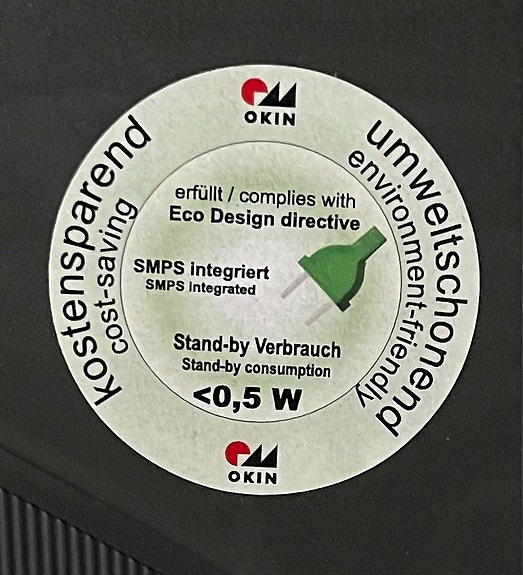 OKIN
kostensparend
cost-saving
umweltschonend
environment-friendly
erfüllt / complies with
Eco Design directive
SMPS integriert
SMPS integrated
Stand-by Verbrauch
Stand-by consumption
<0,5 W
OKIN